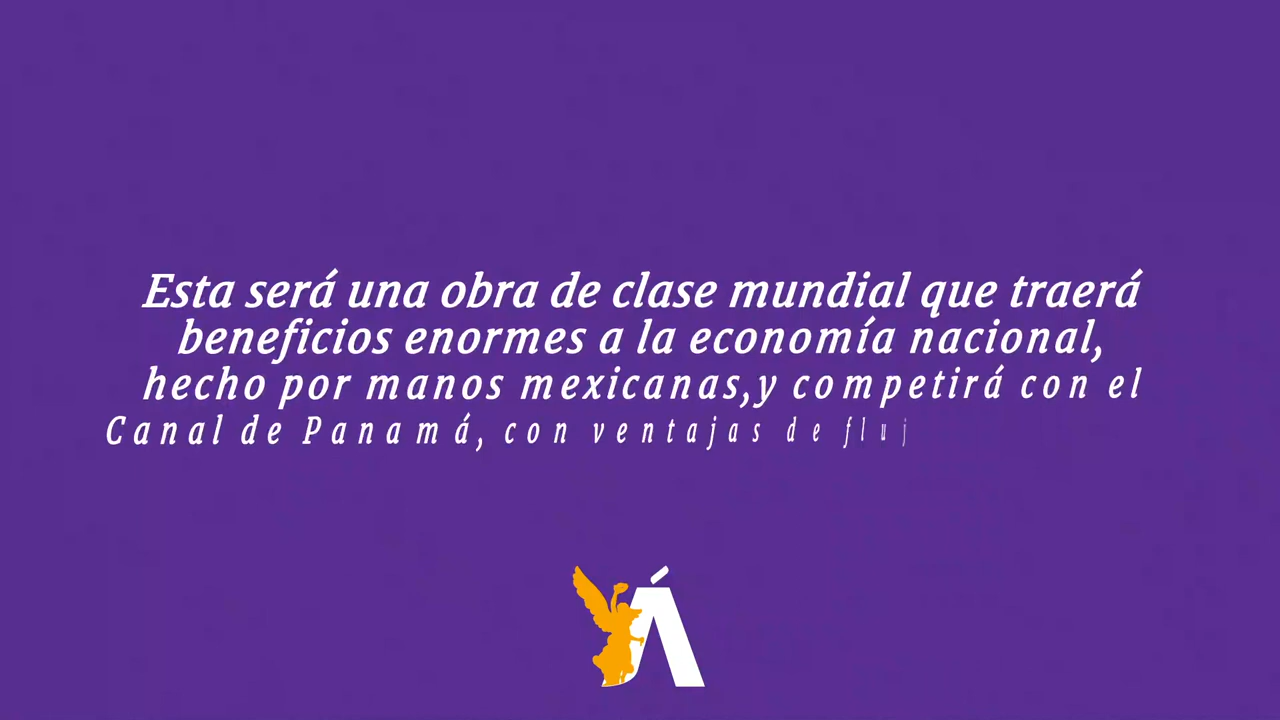 Esta será una obra de clase mundial que traerá
beneficios enormes a la economía nacional,
hecho por manos mexicanas,y competirá con el
Canal de Panamá, con ventajas de fluj
Á